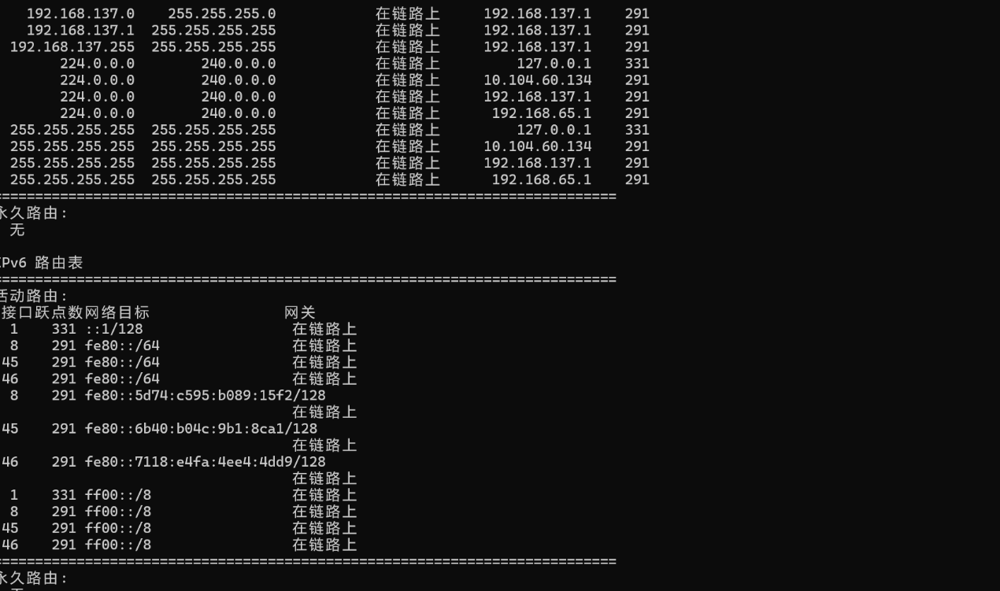 192.168.137.0 255.255.255.0 在链路上 192.168.137.1 291
192.168.137.1 255.255.255.255 在链路上 192.168.137.1 291
192.168.137.255 255.255.255.255 在链路上 192.168.137.1 291
224.0.0.0 240.0.0.0 在链路上 127.0.0.1 331
224.0.0.0 240.0.0.0 在链路上 10.104.60.134 291
224.0.0.0 240.0.0.0 在链路上 192.168.137.1 291
224.0.0.0 240.0.0.0 在链路上 192.168.65.1 291
255.255.255.255 255.255.255.255 在链路上 127.0.0.1 331
255.255.255.255 255.255.255.255 在链路上 10.104.60.134 291
255.255.255.255 255.255.255.255 在链路上 192.168.137.1 291
255.255.255.255 255.255.255.255 在链路上 192.168.65.1 291
===========================================================================
永久路由:
无
IPv6 路由表
===========================================================================
活动路由:
接口跃点数网络目标 网关
1 331 ::1/128 在链路上
8 291 fe80::/64 在链路上
45 291 fe80::/64 在链路上
46 291 fe80::/64 在链路上
8 291 fe80::5d74:c595:b089:15f2/128
在链路上
45 291 fe80::6b40:b04c:9b1:8ca1/128
在链路上
46 291 fe80::7118:e4fa:4ee4:4dd9/128
在链路上
1 331 ff00::/8 在链路上
8 291 ff00::/8 在链路上
45 291 ff00::/8 在链路上
46 291 ff00::/8 在链路上
===========================================================================
永久路由: